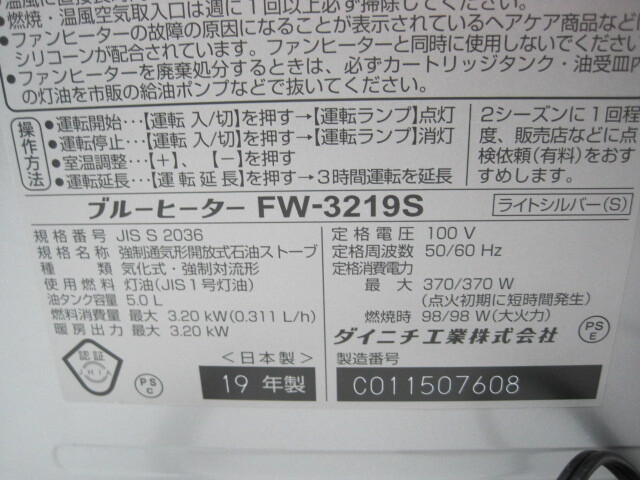 ●燃焼・温風空気取入口は週に1回以上必ず掃除してください。
●ファンヒーターの故障の原因になることが表示されているヘアケア商品など
シリコーンが配合されています。ファンヒーターと同時に使用しないでください
●ファンヒーターを廃棄処分するときは、必ずカートリッジタンク・油受皿内
の灯油を市販の給油ポンプなどで抜いてください。
操作方法
●運転開始…【運転 入/切】を押す→【運転ランプ】点灯
●運転停止…【運転 入/切】を押す→【運転ランプ】消灯
●室温調整…【+】、【-】を押す
●運転延長…【運転延長】を押す→3時間運転を延長
2シーズンに1回程
度、販売店などに点
検依頼(有料)をおす
すめします。
ブルーヒーター FW-3219S
ライトシルバー(S)
規格番号 JIS S 2036
規格名称 強制通気形開放式石油ストーブ
種類 気化式・強制対流形
使用燃料 灯油(JIS1号灯油)
油タンク容量 5.0L
燃料消費量 最大 3.20 kW(0.311 L/h)
暖房出力 最大 3.20 kW
定格電圧 100 V
定格周波数 50/60 Hz
定格消費電力
最大 370/370 W
(点火初期に短時間発生)
燃焼時 98/98 W(大火力)
ダイニチ工業株式会社
PS
E
認証
JHIA
PS
C
<日本製>
19 年製
製造番号
C011507608